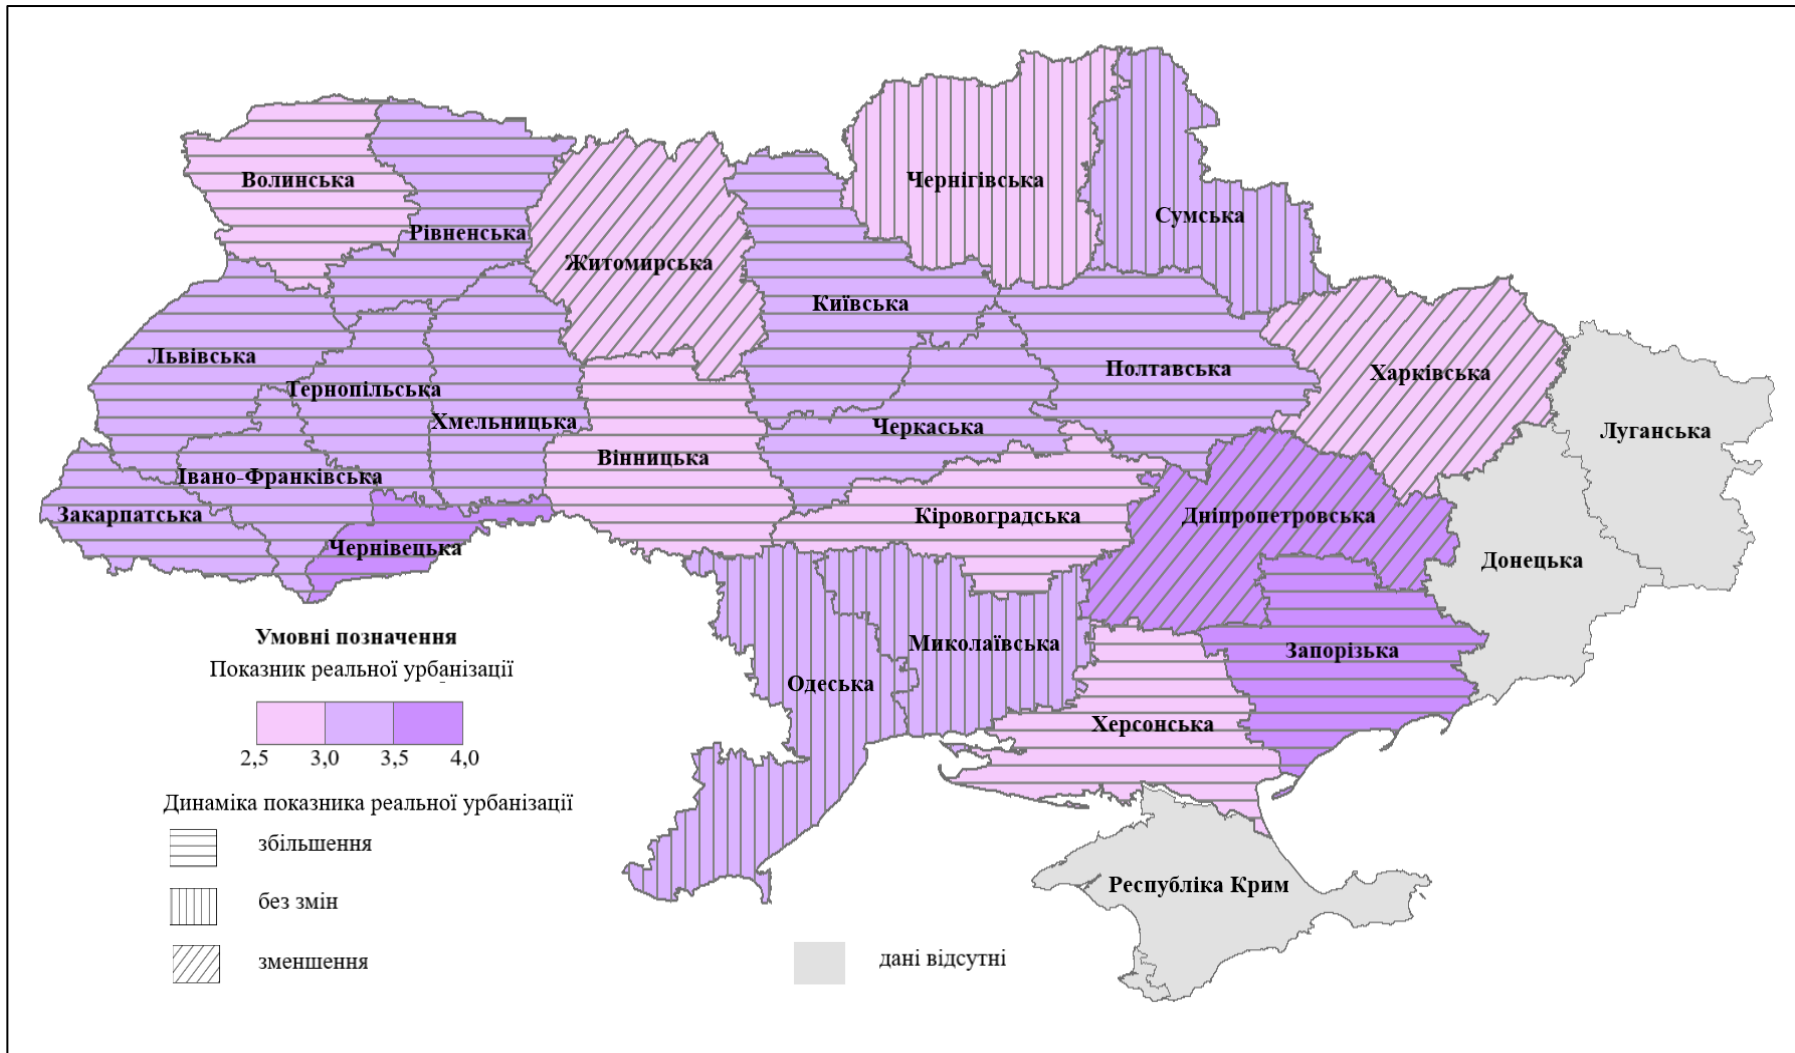 Волинська
Рівненська
Житомирська
Чернігівська
Сумська
Київська
Львівська
Тернопільська
Хмельницька
Полтавська
Харківська
Луганська
Черкаська
Вінницька
Івано-Франківська
Закарпатська
Чернівецька
Кіровоградська
Дніпропетровська
Донецька
Миколаївська
Одеська
Запорізька
Херсонська
Республіка Крим
Умовні позначення
Показник реальної урбанізації
2,5 3,0 3,5 4,0
Динаміка показника реальної урбанізації
збільшення
без змін
зменшення
дані відсутні